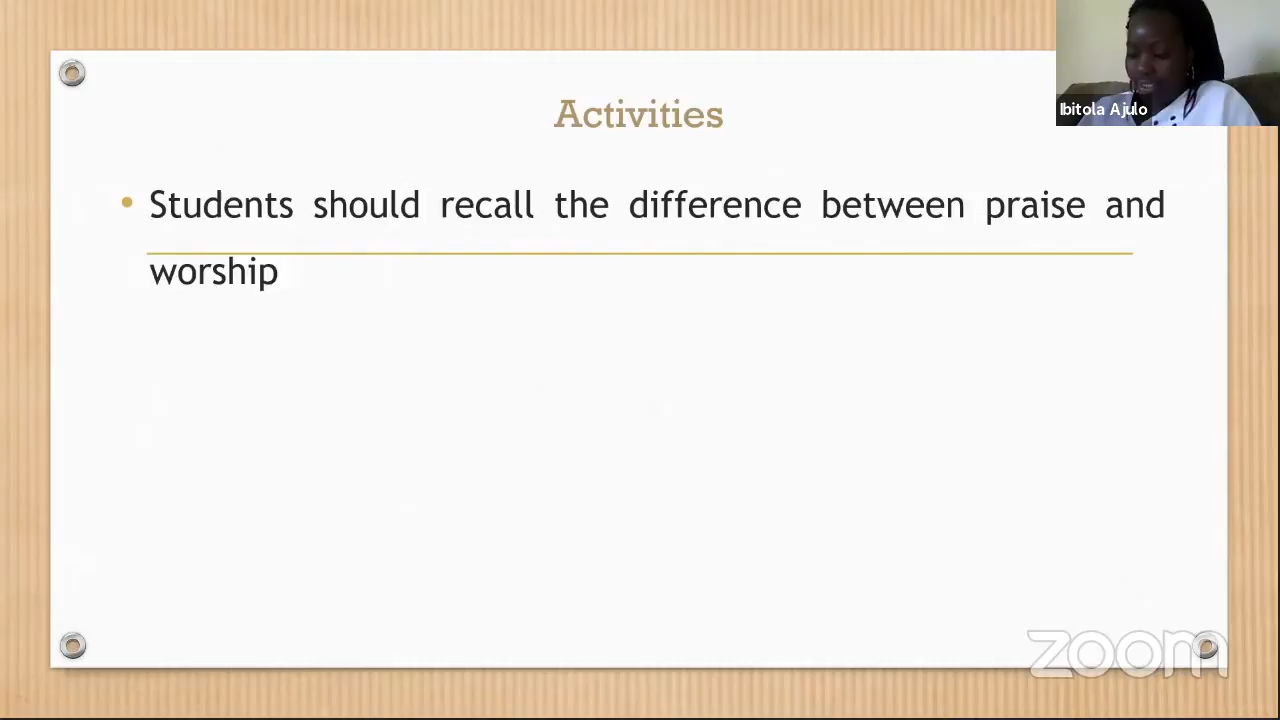 Activities
Ibitola Ajulo
• Students should recall the difference between praise and
worship
zoom